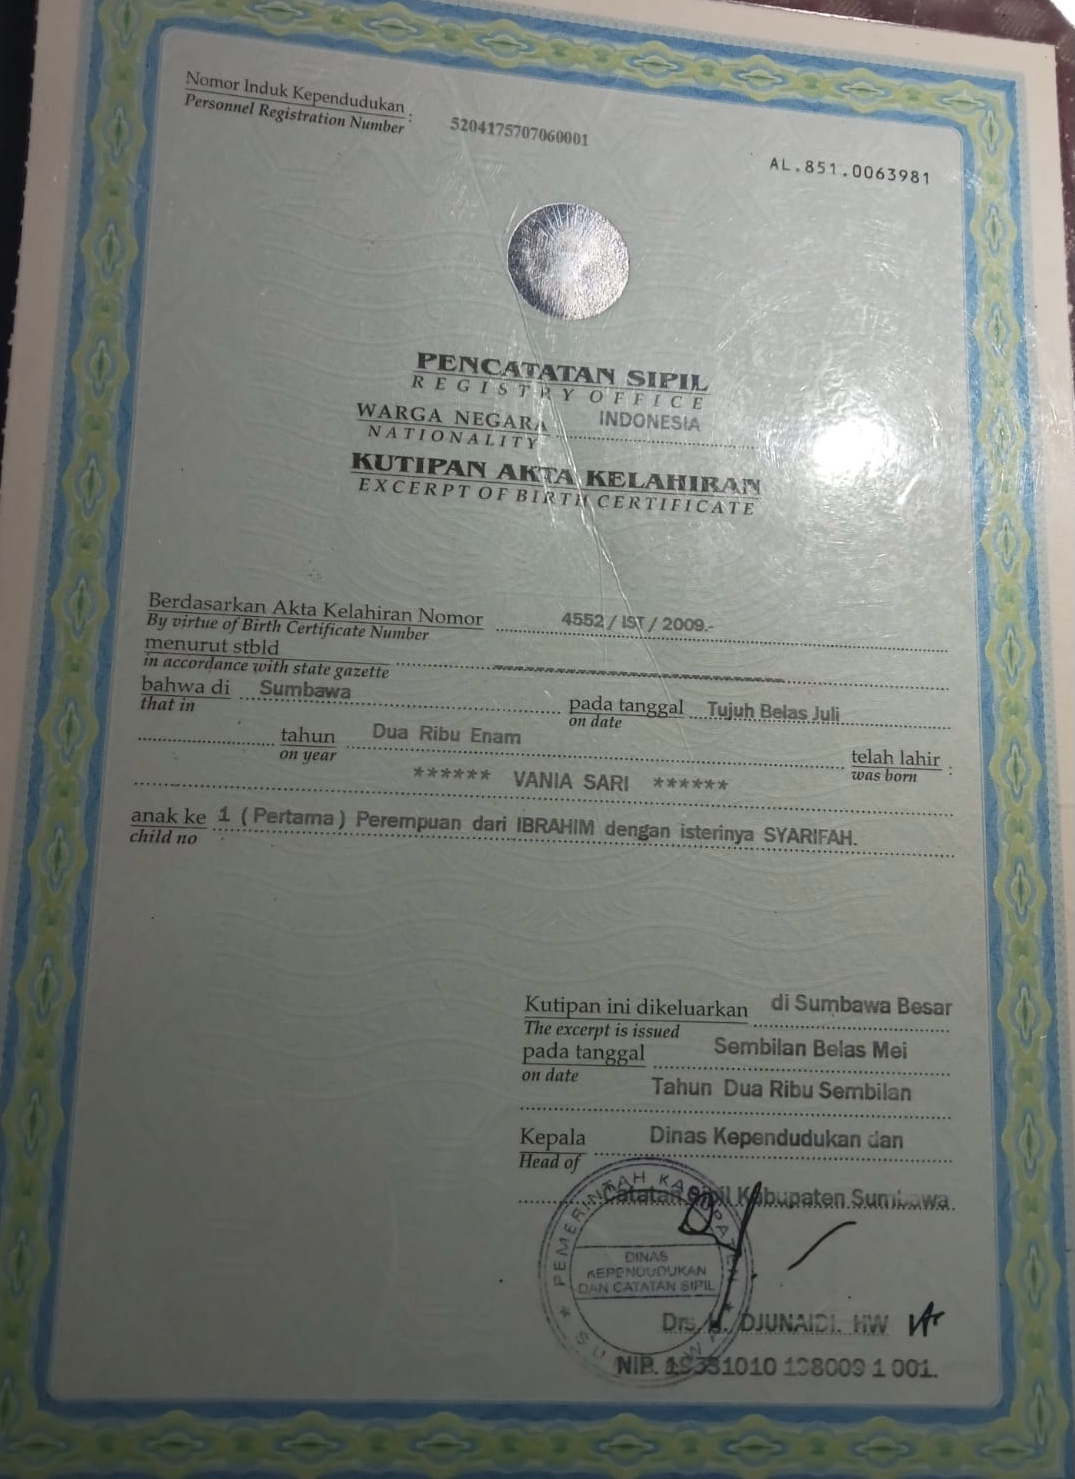 Nomor Induk Kependudukan :
Personnel Registration Number
5204175707060001
AL.851.0063981
PENCATATAN SIPIL
REGISTRY OFFICE
WARGA NEGARA INDONESIA
NATIONALITY
KUTIPAN AKTA KELAHIRAN
EXCERPT OF BIRTH CERTIFICATE
Berdasarkan Akta Kelahiran Nomor 4552 / IST / 2009.-
By virtue of Birth Certificate Number
menurut stbld
in accordance with state gazette
bahwa di Sumbawa pada tanggal Tujuh Belas Juli
that in on date
tahun Dua Ribu Enam telah lahir :
on year was born
****** VANIA SARI ******
anak ke 1 ( Pertama ) Perempuan dari IBRAHIM dengan isterinya SYARIFAH.
child no
Kutipan ini dikeluarkan di Sumbawa Besar
The excerpt is issued
pada tanggal Sembilan Belas Mei
on date
Tahun Dua Ribu Sembilan
Kepala Dinas Kependudukan dan
Head of
Catatan Sipil Kabupaten Sumbawa.
PEMERINTAH KABUPATEN
DINAS
KEPENDUDUKAN
DAN CATATAN SIPIL
Drs. H. DJUNAIDI. HW
NIP.